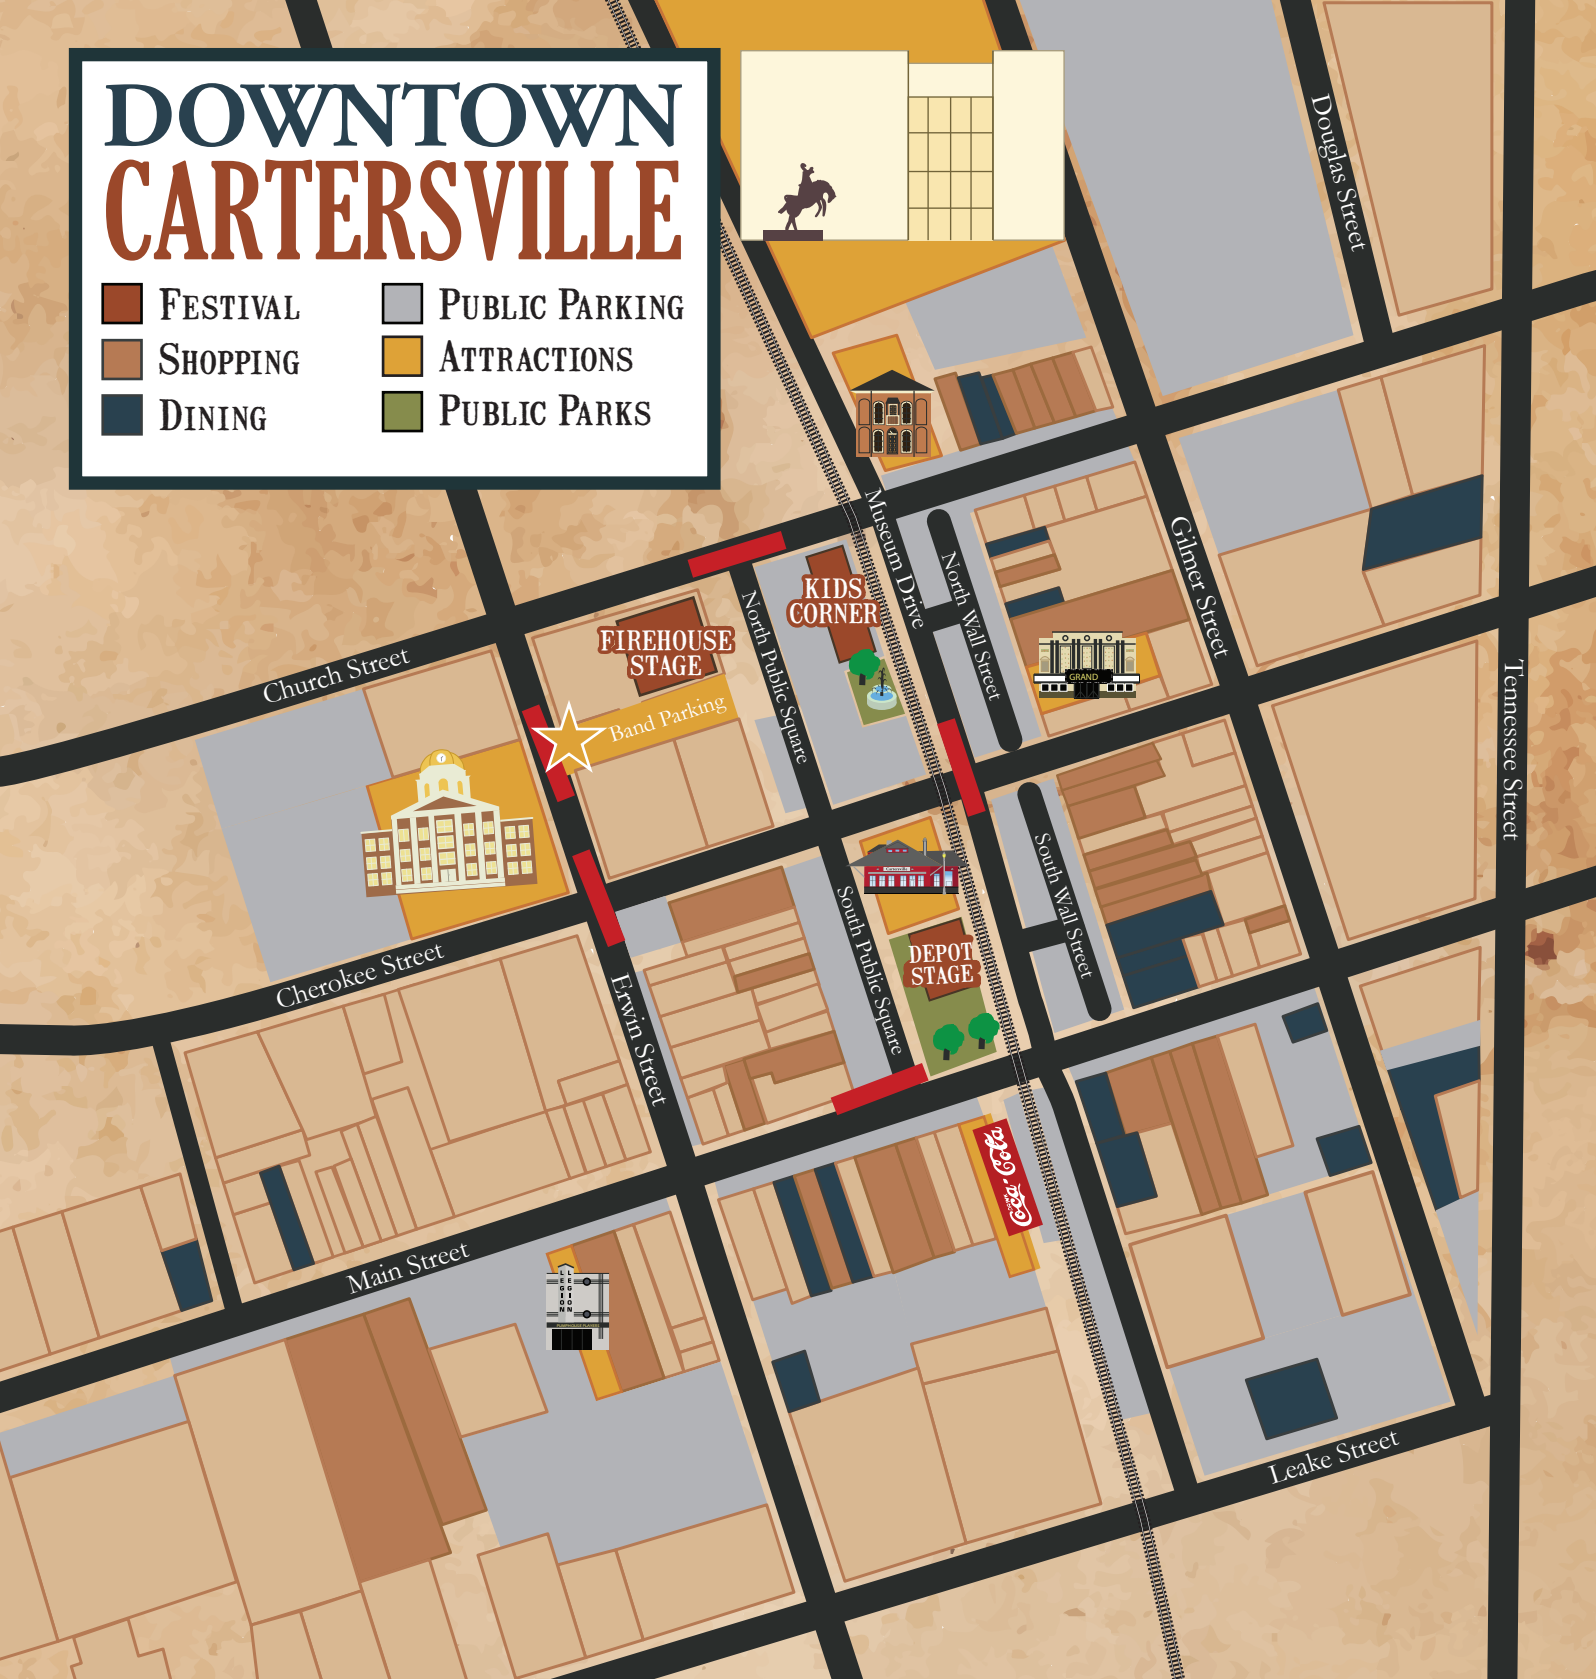 DOWNTOWN
CARTERSVILLE
FESTIVAL
SHOPPING
DINING
PUBLIC PARKING
ATTRACTIONS
PUBLIC PARKS
Douglas Street
Museum Drive
North Wall Street
Gilmer Street
KIDS
CORNER
FIREHOUSE
STAGE
North Public Square
Church Street
Band Parking
GRAND
Tennessee Street
South Wall Street
South Public Square
DEPOT
STAGE
Cherokee Street
Erwin Street
Coca-Cola
Main Street
LEGION
LEGION
Leake Street